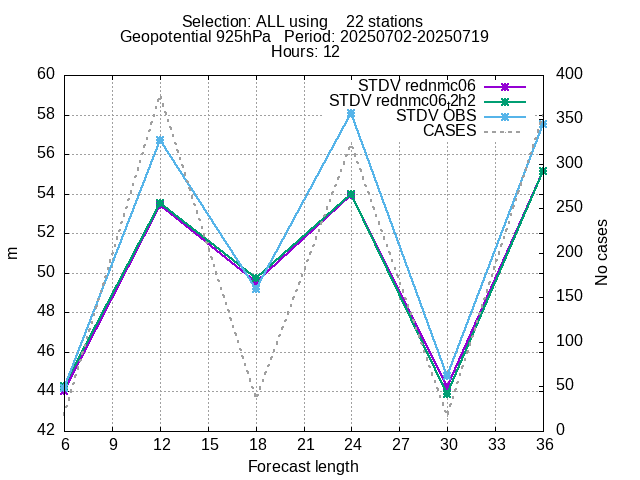 Selection: ALL using    22 stations
Geopotential 925hPa   Period: 20250702-20250719
Hours: 12
STDV rednmc06
STDV rednmc06.2h2
STDV OBS
CASES
60
58
56
54
52
50
48
46
44
42
400
350
300
250
200
150
100
50
0
m
No cases
6 9 12 15 18 21 24 27 30 33 36
Forecast length